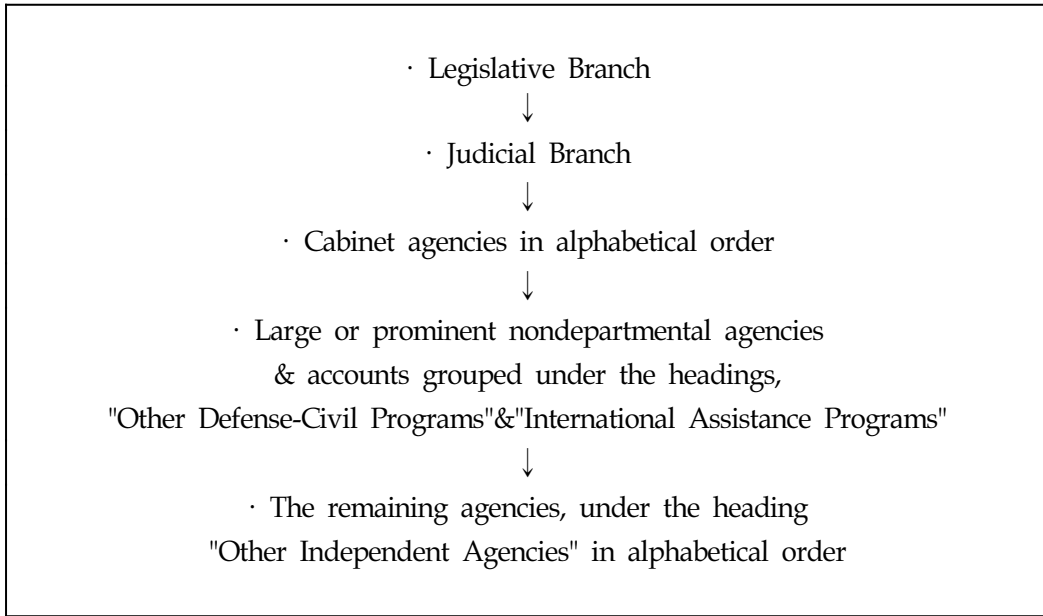 · Legislative Branch
↓
· Judicial Branch
↓
· Cabinet agencies in alphabetical order
↓
· Large or prominent nondepartmental agencies
& accounts grouped under the headings,
"Other Defense-Civil Programs"&"International Assistance Programs"
↓
· The remaining agencies, under the heading
"Other Independent Agencies" in alphabetical order